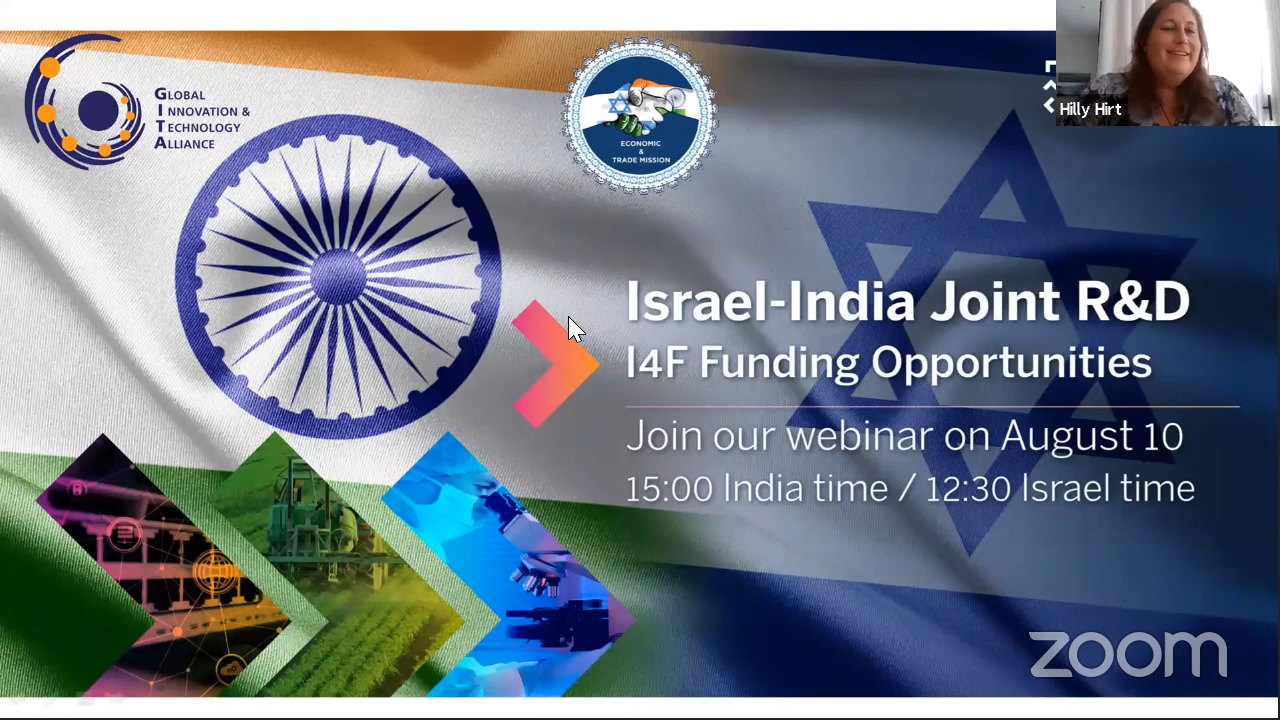 GLOBAL
INNOVATION &
TECHNOLOGY
ALLIANCE
ECONOMIC
&
TRADE MISSION
Hilly Hirt
Israel-India Joint R&D
I4F Funding Opportunities
Join our webinar on August 10
15:00 India time / 12:30 Israel time
zoom